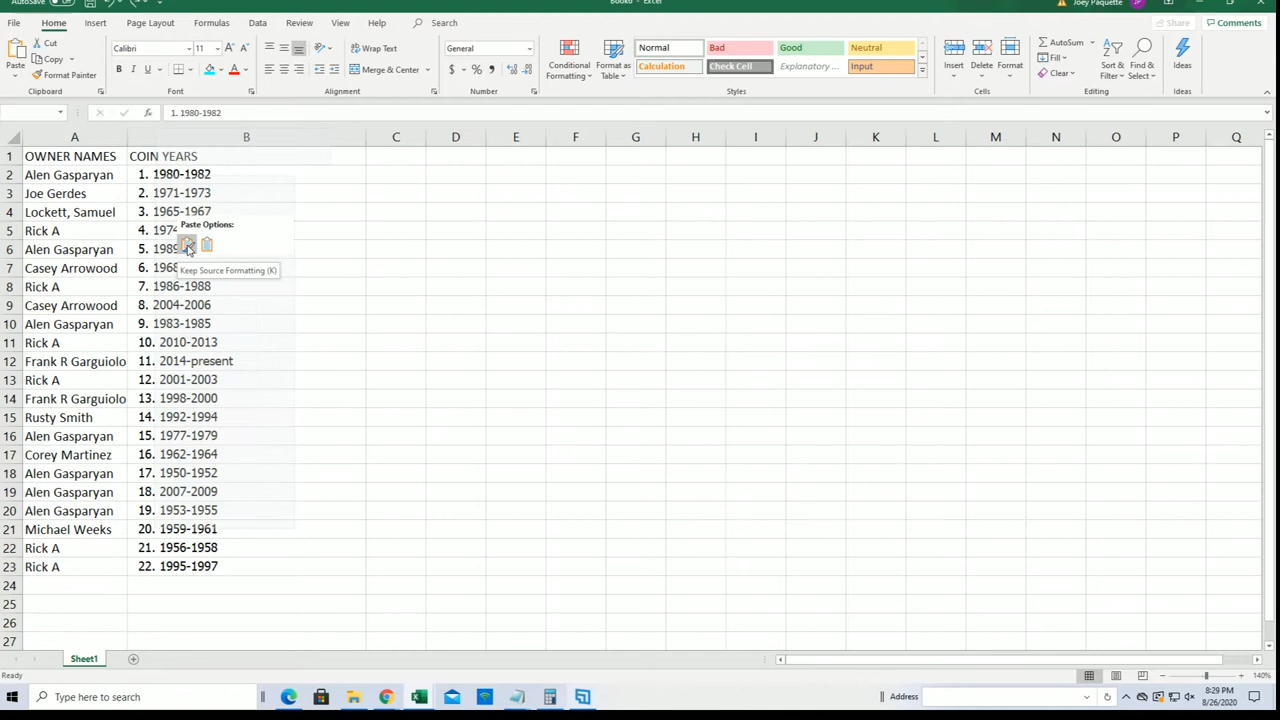 AutoSave Off Book6 - Excel Joey Paquette JP
File Home Insert Page Layout Formulas Data Review View Help Search Share Comments
Paste Cut Copy Format Painter Clipboard
Calibri 11 B I U A Font
Wrap Text Merge & Center Alignment
General $ % , Number
Conditional Formatting Format as Table
Normal Bad Good Neutral
Calculation Check Cell Explanatory ... Input
Styles
Insert Delete Format Cells
AutoSum Fill Clear Sort & Filter Find & Select Editing
Ideas Ideas
fx 1. 1980-1982
A B C D E F G H I J K L M N O P Q
1 OWNER NAMES COIN YEARS
2 Alen Gasparyan 1. 1980-1982
3 Joe Gerdes 2. 1971-1973
4 Lockett, Samuel 3. 1965-1967
5 Rick A 4. 1974
Paste Options:
6 Alen Gasparyan 5. 1989
7 Casey Arrowood 6. 1968
Keep Source Formatting (K)
8 Rick A 7. 1986-1988
9 Casey Arrowood 8. 2004-2006
10 Alen Gasparyan 9. 1983-1985
11 Rick A 10. 2010-2013
12 Frank R Garguiolo 11. 2014-present
13 Rick A 12. 2001-2003
14 Frank R Garguiolo 13. 1998-2000
15 Rusty Smith 14. 1992-1994
16 Alen Gasparyan 15. 1977-1979
17 Corey Martinez 16. 1962-1964
18 Alen Gasparyan 17. 1950-1952
19 Alen Gasparyan 18. 2007-2009
20 Alen Gasparyan 19. 1953-1955
21 Michael Weeks 20. 1959-1961
22 Rick A 21. 1956-1958
23 Rick A 22. 1995-1997
24
25
26
27
Sheet1
Ready 140%
Type here to search Address 8:29 PM
8/26/2020